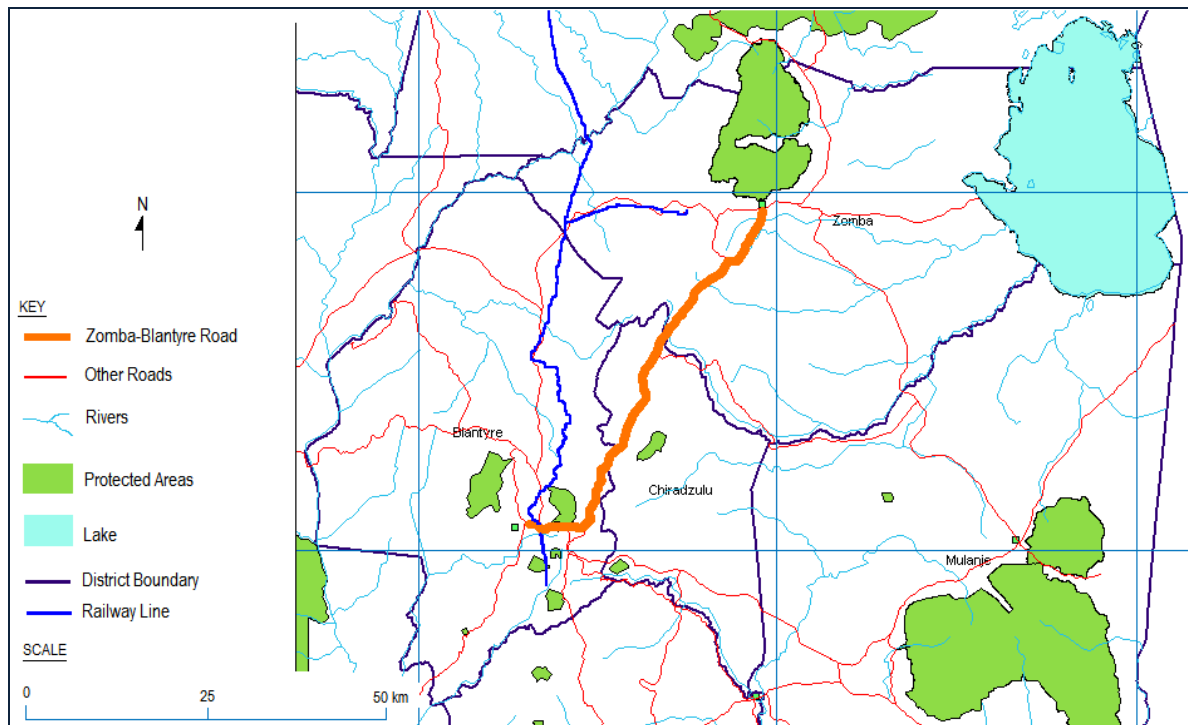 N
KEY
Zomba-Blantyre Road
Other Roads
Rivers
Protected Areas
Lake
District Boundary
Railway Line
SCALE
0 25 50 km
Zomba
Blantyre
Chiradzulu
Mulanje